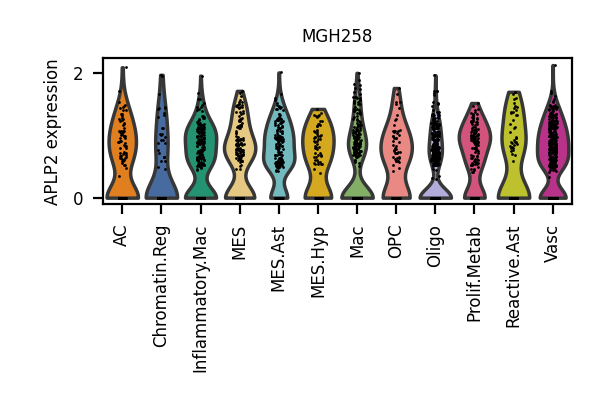 MGH258
APLP2 expression
2
0
AC
Chromatin.Reg
Inflammatory.Mac
MES
MES.Ast
MES.Hyp
Mac
OPC
Oligo
Prolif.Metab
Reactive.Ast
Vasc